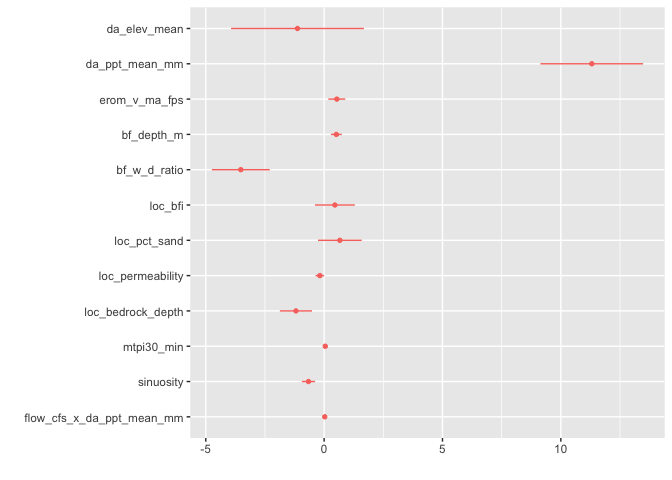 da_elev_mean
da_ppt_mean_mm
erom_v_ma_fps
bf_depth_m
bf_w_d_ratio
loc_bfi
loc_pct_sand
loc_permeability
loc_bedrock_depth
mtpi30_min
sinuosity
flow_cfs_x_da_ppt_mean_mm
-5 0 5 10